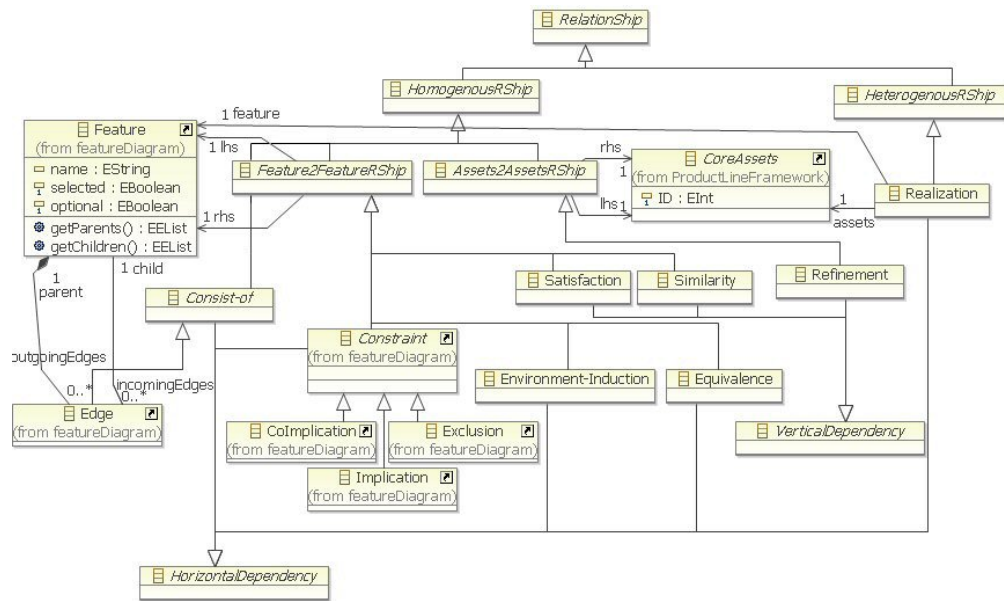 RelationShip
HomogenousRShip
HeterogenousRShip
1 feature
Feature
(from featureDiagram)
name : EString
selected : EBoolean
optional : EBoolean
getParents() : EEList
getChildren() : EEList
1 lhs
1 rhs
Feature2FeatureRShip
Assets2AssetsRShip
rhs
1
lhs 1
CoreAssets
(from ProductLineFramework)
ID : EInt
1
assets
Realization
1
parent
1 child
Consist-of
Satisfaction
Similarity
Refinement
Constraint
(from featureDiagram)
outgoingEdges
0..*
incomingEdges
0..*
Environment-Induction
Equivalence
Edge
(from featureDiagram)
CoImplication
(from featureDiagram)
Exclusion
(from featureDiagram)
VerticalDependency
Implication
(from featureDiagram)
HorizontalDependency